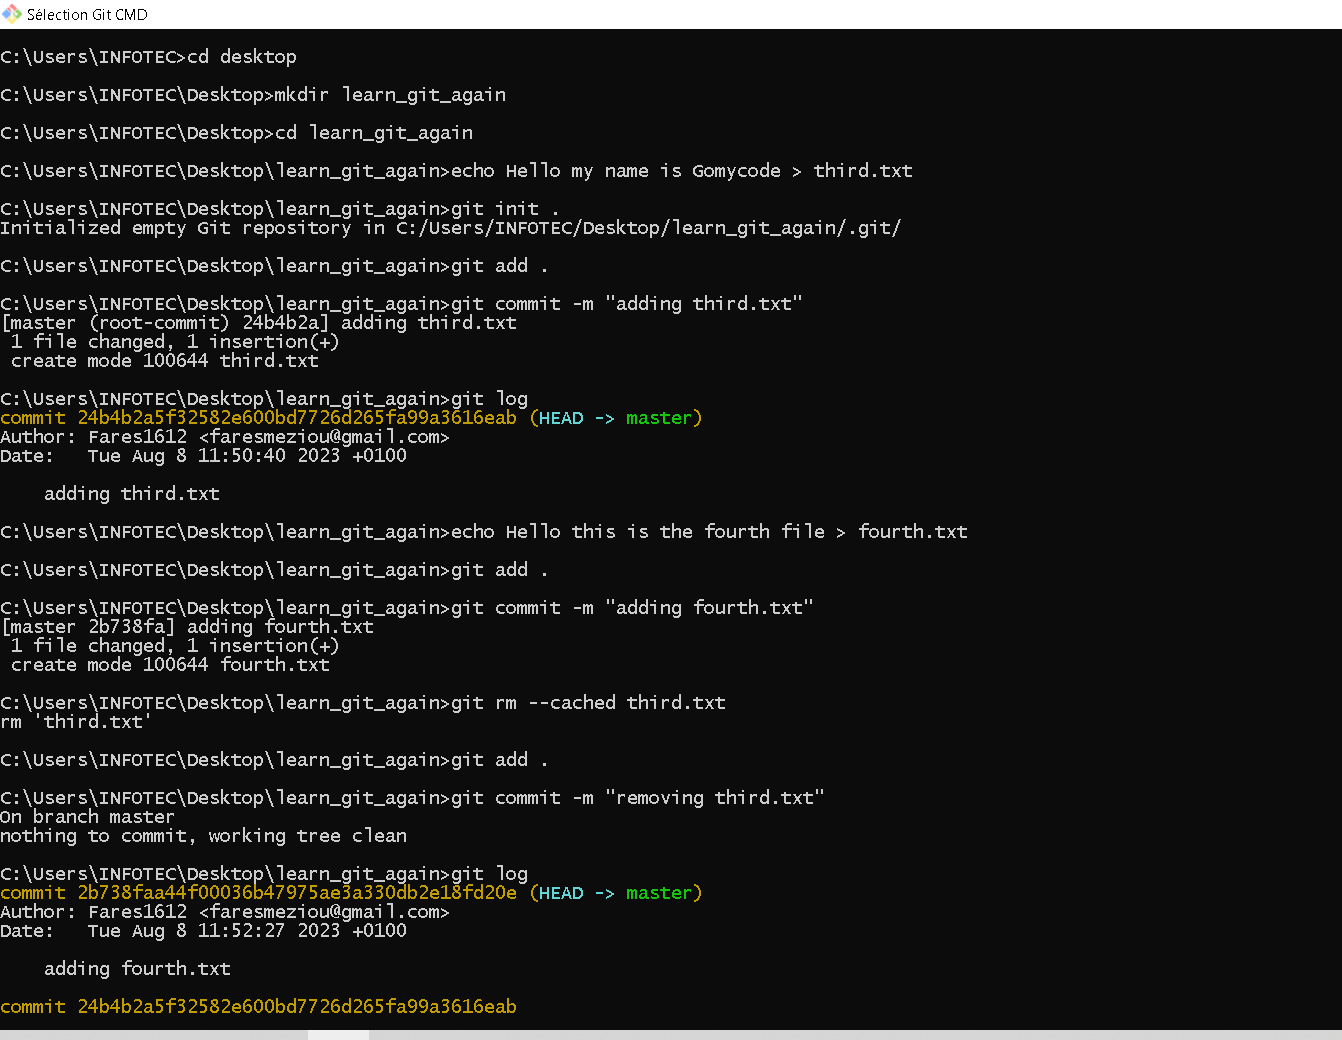 Sélection Git CMD
C:\Users\INFOTEC>cd desktop
C:\Users\INFOTEC\Desktop>mkdir learn_git_again
C:\Users\INFOTEC\Desktop>cd learn_git_again
C:\Users\INFOTEC\Desktop\learn_git_again>echo Hello my name is Gomycode > third.txt
C:\Users\INFOTEC\Desktop\learn_git_again>git init .
Initialized empty Git repository in C:/Users/INFOTEC/Desktop/learn_git_again/.git/
C:\Users\INFOTEC\Desktop\learn_git_again>git add .
C:\Users\INFOTEC\Desktop\learn_git_again>git commit -m "adding third.txt"
[master (root-commit) 24b4b2a] adding third.txt
 1 file changed, 1 insertion(+)
 create mode 100644 third.txt
C:\Users\INFOTEC\Desktop\learn_git_again>git log
commit 24b4b2a5f32582e600bd7726d265fa99a3616eab (HEAD -> master)
Author: Fares1612 <faresmeziou@gmail.com>
Date:   Tue Aug 8 11:50:40 2023 +0100
    adding third.txt
C:\Users\INFOTEC\Desktop\learn_git_again>echo Hello this is the fourth file > fourth.txt
C:\Users\INFOTEC\Desktop\learn_git_again>git add .
C:\Users\INFOTEC\Desktop\learn_git_again>git commit -m "adding fourth.txt"
[master 2b738fa] adding fourth.txt
 1 file changed, 1 insertion(+)
 create mode 100644 fourth.txt
C:\Users\INFOTEC\Desktop\learn_git_again>git rm --cached third.txt
rm 'third.txt'
C:\Users\INFOTEC\Desktop\learn_git_again>git add .
C:\Users\INFOTEC\Desktop\learn_git_again>git commit -m "removing third.txt"
On branch master
nothing to commit, working tree clean
C:\Users\INFOTEC\Desktop\learn_git_again>git log
commit 2b738faa44f00036b47975ae3a330db2e18fd20e (HEAD -> master)
Author: Fares1612 <faresmeziou@gmail.com>
Date:   Tue Aug 8 11:52:27 2023 +0100
    adding fourth.txt
commit 24b4b2a5f32582e600bd7726d265fa99a3616eab